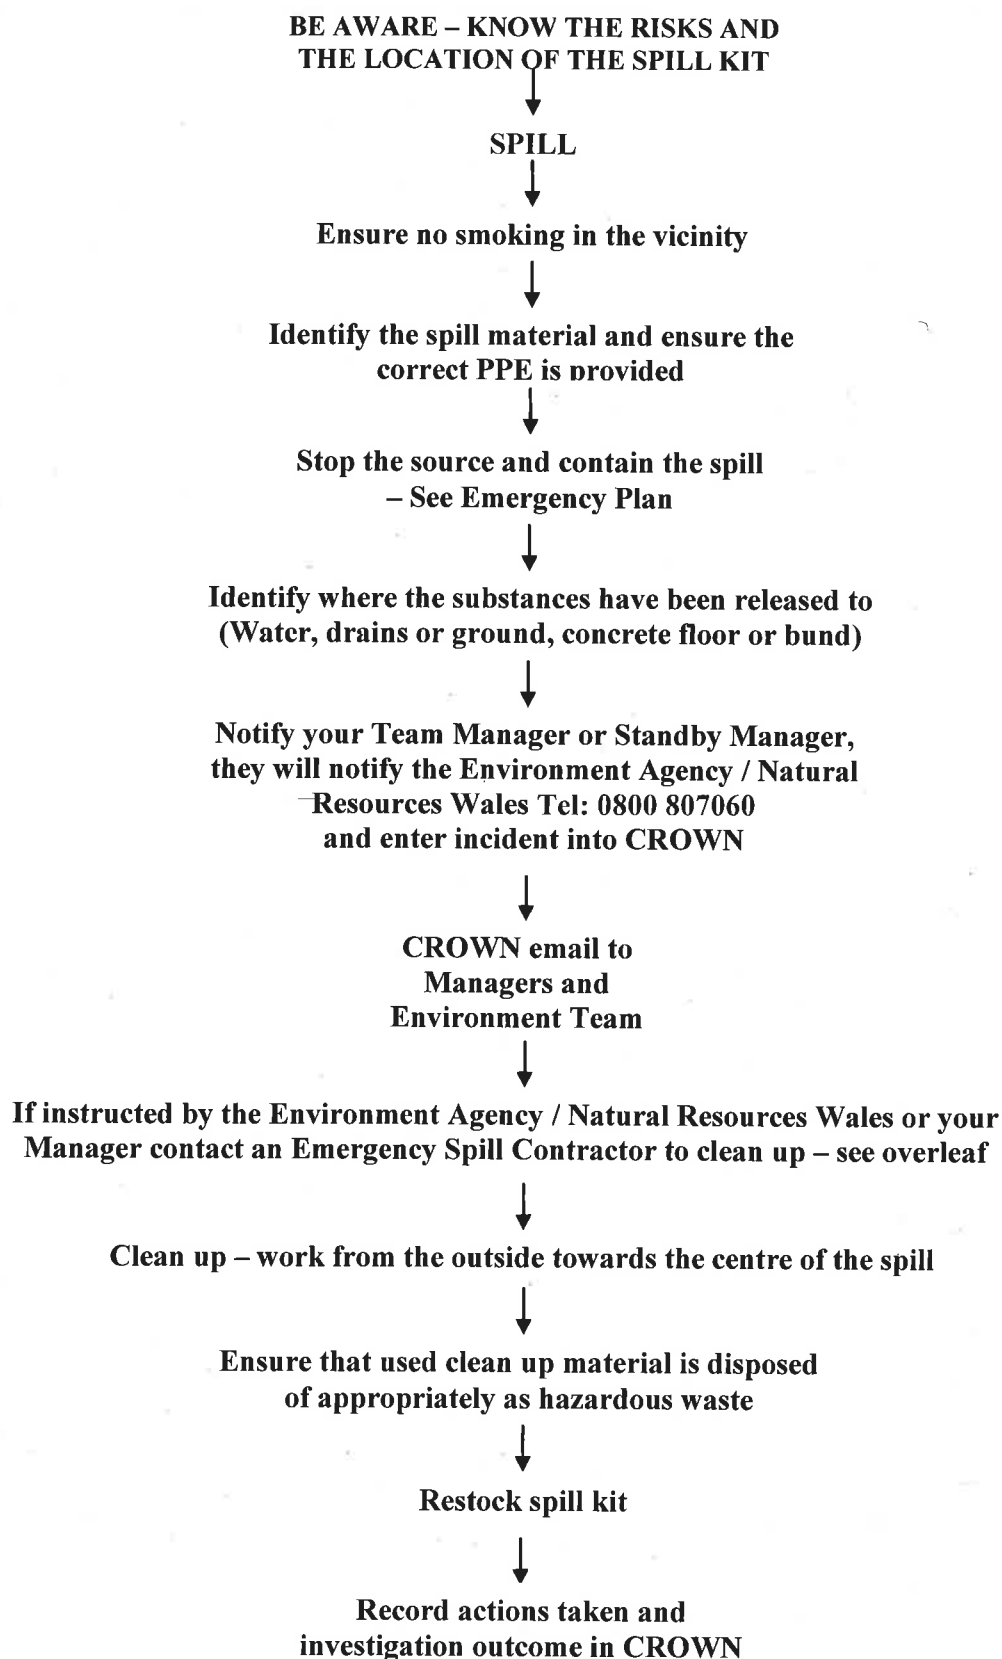 BE AWARE – KNOW THE RISKS AND
THE LOCATION OF THE SPILL KIT
SPILL
Ensure no smoking in the vicinity
Identify the spill material and ensure the
correct PPE is provided
Stop the source and contain the spill
– See Emergency Plan
Identify where the substances have been released to
(Water, drains or ground, concrete floor or bund)
Notify your Team Manager or Standby Manager,
they will notify the Environment Agency / Natural
Resources Wales Tel: 0800 807060
and enter incident into CROWN
CROWN email to
Managers and
Environment Team
If instructed by the Environment Agency / Natural Resources Wales or your
Manager contact an Emergency Spill Contractor to clean up – see overleaf
Clean up – work from the outside towards the centre of the spill
Ensure that used clean up material is disposed
of appropriately as hazardous waste
Restock spill kit
Record actions taken and
investigation outcome in CROWN